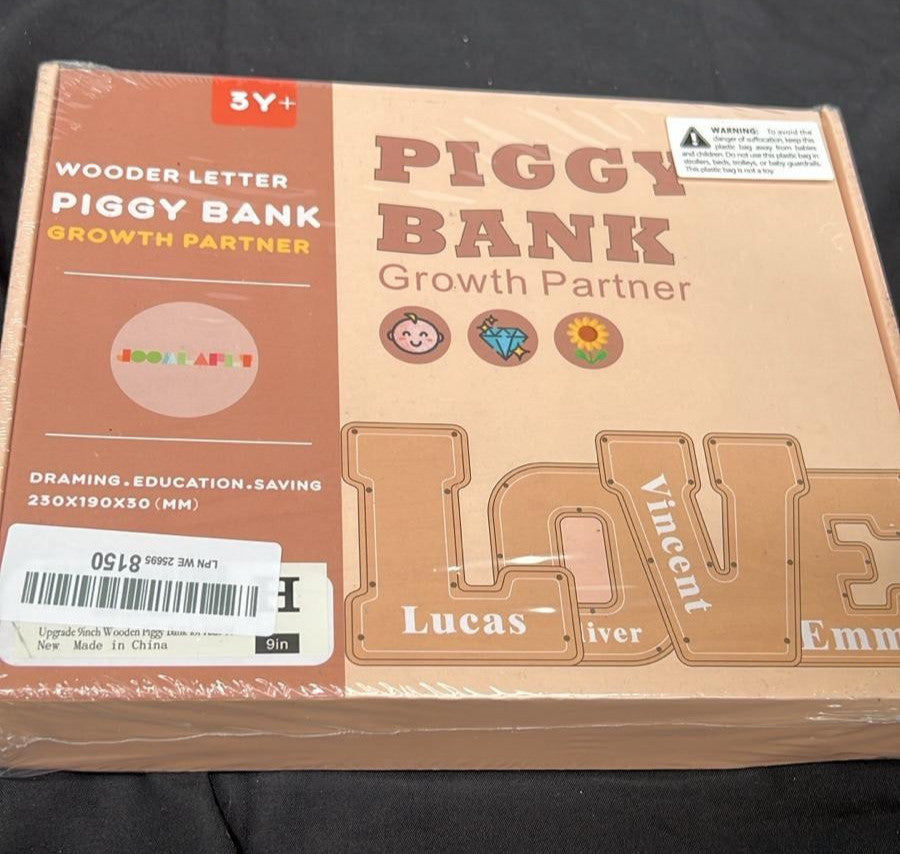 3Y+
WOODER LETTER
PIGGY BANK
GROWTH PARTNER
DRAMING.EDUCATION.SAVING
230X190X30(MM)
LPN WE 25695 8150
H
Upgrade 9inch Wooden Piggy Bank
New Made in China
9in
PIGGY
BANK
Growth Partner
WARNING: To avoid the
danger of suffocation, keep this
plastic bag away from babies
and children. Do not use this plastic bag in
strollers, beds, trolleys, or baby guardrails.
This plastic bag is not a toy.
Lucas
liver
Vincent
Emm